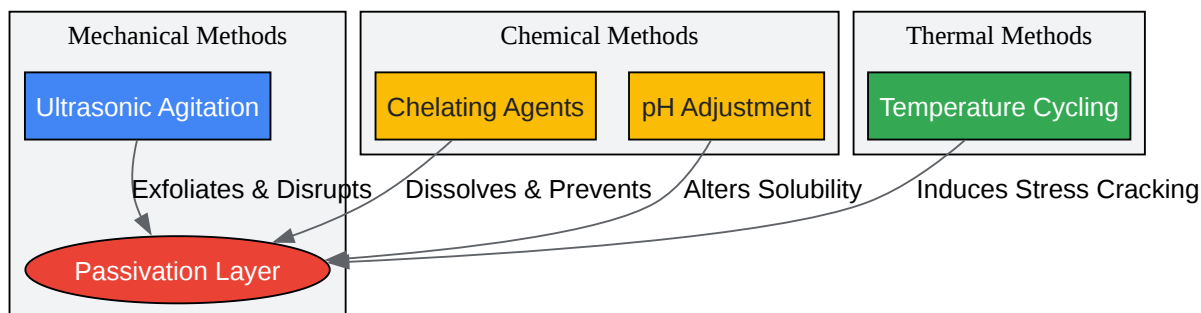 Mechanical Methods
Chemical Methods
Thermal Methods
Ultrasonic Agitation
Chelating Agents
pH Adjustment
Temperature Cycling
Exfoliates & Disrupts
Dissolves & Prevents
Alters Solubility
Induces Stress Cracking
Passivation Layer